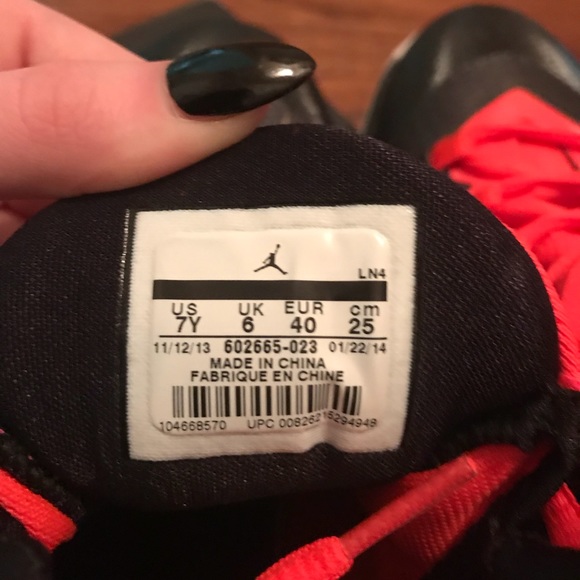 LN4
US UK EUR cm
7Y 6 40 25
11/12/13 602665-023 01/22/14
MADE IN CHINA
FABRIQUE EN CHINE
104668570 UPC